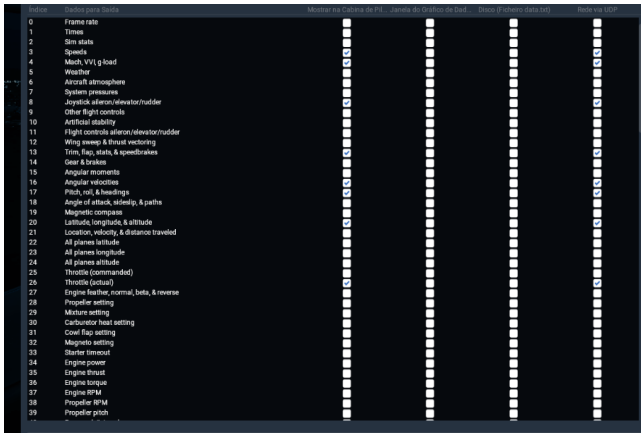 Índice Dados para Saída Mostrar na Cabina de Pil... Janela do Gráfico de Dad... Disco (Ficheiro data.txt) Rede via UDP
0 Frame rate
1 Times
2 Sim stats
3 Speeds
4 Mach, VVI, g-load
5 Weather
6 Aircraft atmosphere
7 System pressures
8 Joystick aileron/elevator/rudder
9 Other flight controls
10 Artificial stability
11 Flight controls aileron/elevator/rudder
12 Wing sweep & thrust vectoring
13 Trim, flap, stats, & speedbrakes
14 Gear & brakes
15 Angular moments
16 Angular velocities
17 Pitch, roll, & headings
18 Angle of attack, sideslip, & paths
19 Magnetic compass
20 Latitude, longitude, & altitude
21 Location, velocity, & distance traveled
22 All planes latitude
23 All planes longitude
24 All planes altitude
25 Throttle (commanded)
26 Throttle (actual)
27 Engine feather, normal, beta, & reverse
28 Propeller setting
29 Mixture setting
30 Carburetor heat setting
31 Cowl flap setting
32 Magneto setting
33 Starter timeout
34 Engine power
35 Engine thrust
36 Engine torque
37 Engine RPM
38 Propeller RPM
39 Propeller pitch